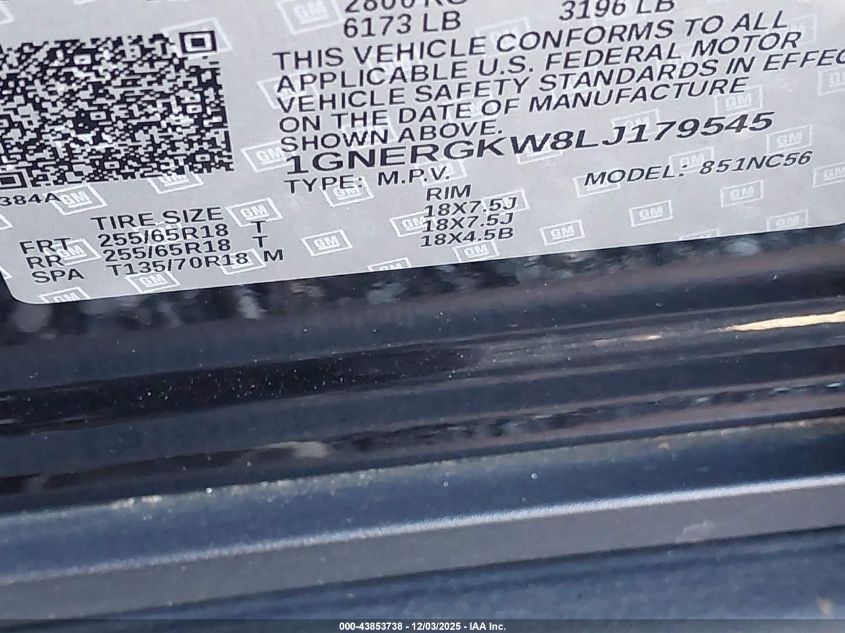 6173 LB 3196 LB
THIS VEHICLE CONFORMS TO ALL
APPLICABLE U.S. FEDERAL MOTOR
VEHICLE SAFETY STANDARDS IN EFFEC
ON THE DATE OF MANUFACTURE
SHOWN ABOVE.
1GNERGKW8LJ179545
TYPE: M.P.V. MODEL: 851NC56
384A
TIRE SIZE RIM
FRT 255/65R18 T 18X7.5J
RR 255/65R18 T 18X7.5J
SPA T135/70R18 M 18X4.5B
000-43853738 - 12/03/2025 - IAA Inc.